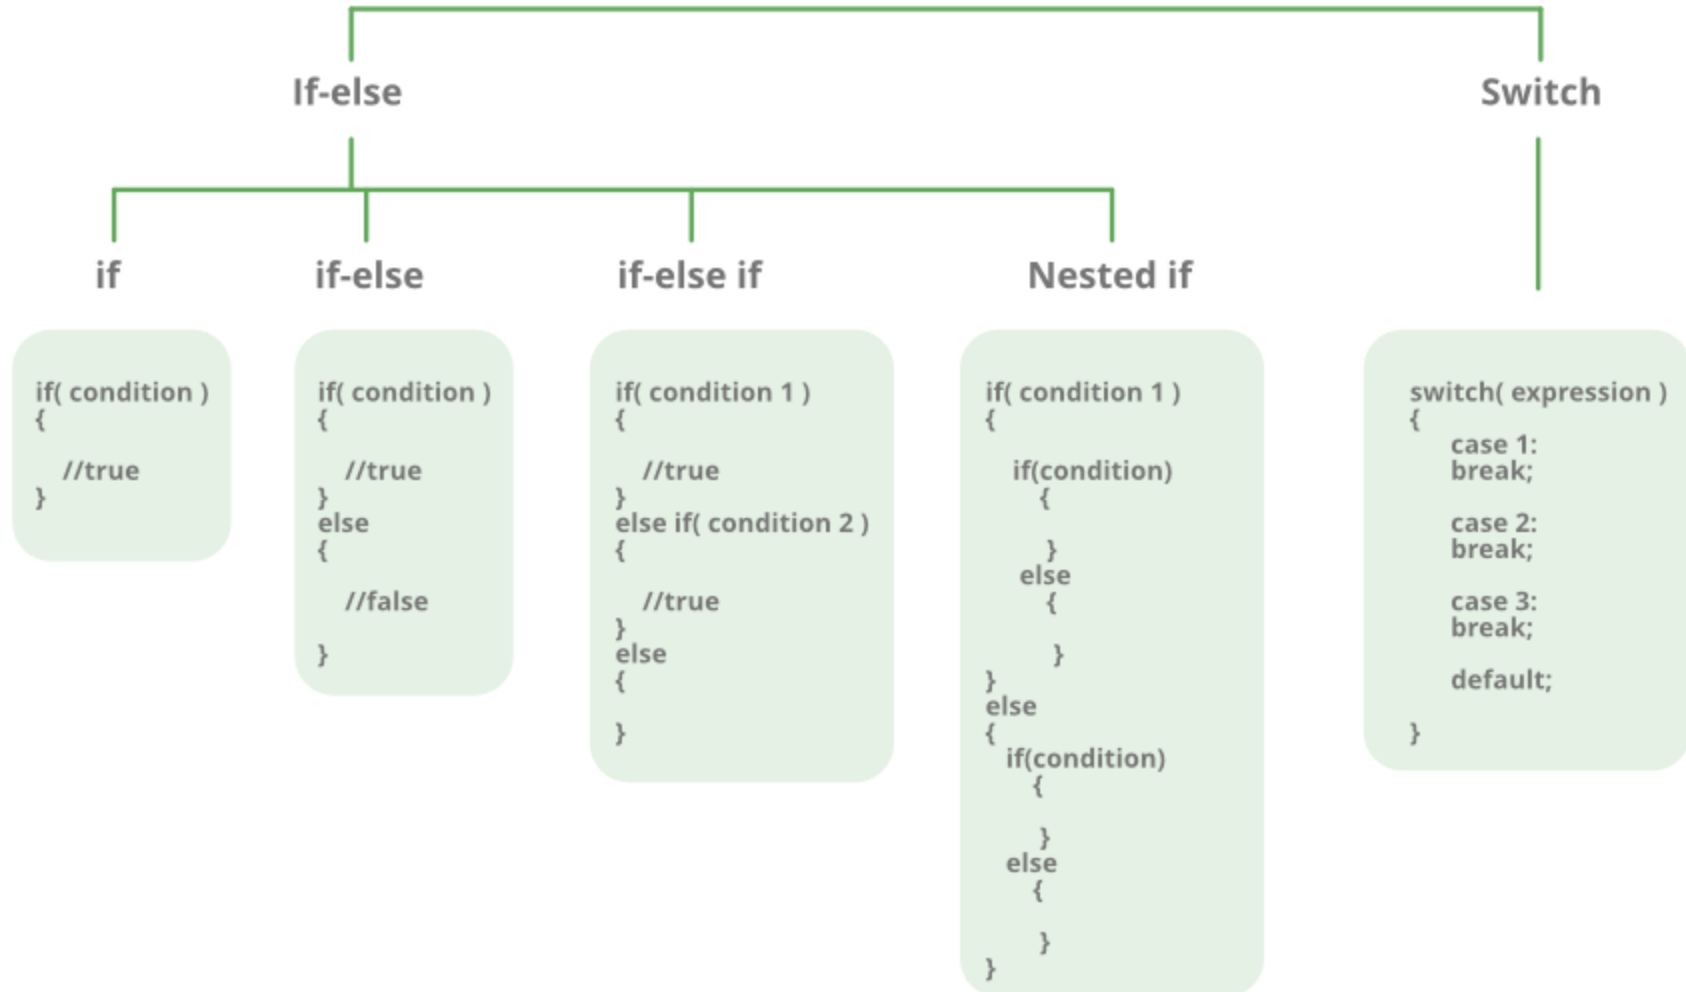 If-else
Switch
if
if-else
if-else if
Nested if
if( condition )
{
//true
}
if( condition )
{
//true
}
else
{
//false
}
if( condition 1 )
{
//true
}
else if( condition 2 )
{
//true
}
else
{
}
if( condition 1 )
{
if(condition)
{
}
else
{
}
}
else
{
if(condition)
{
}
else
{
}
}
switch( expression )
{
case 1:
break;
case 2:
break;
case 3:
break;
default;
}